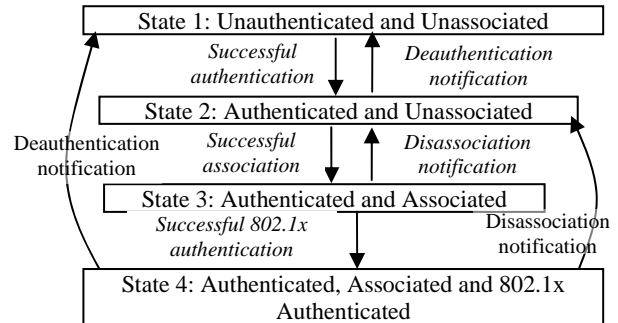 State 1: Unauthenticated and Unassociated
Successful
authentication
Deauthentication
notification
State 2: Authenticated and Unassociated
Deauthentication
notification
Successful
association
Disassociation
notification
State 3: Authenticated and Associated
Successful 802.1x
authentication
Disassociation
notification
State 4: Authenticated, Associated and 802.1x
Authenticated